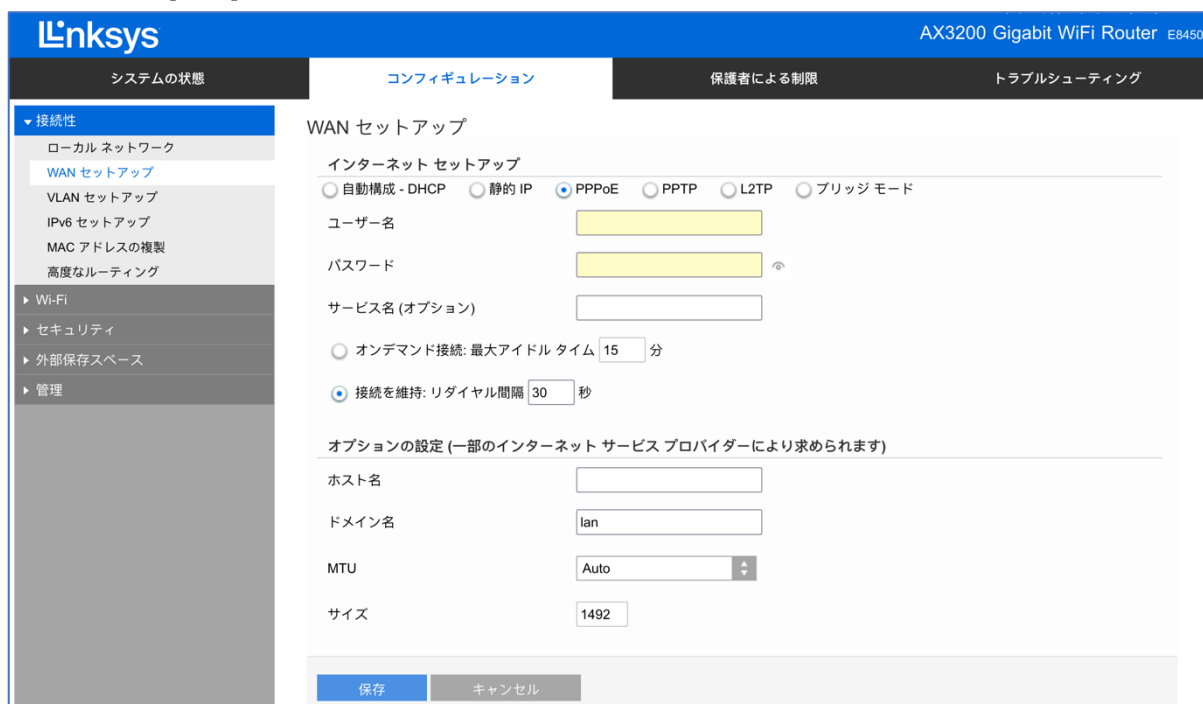 Linksys
AX3200 Gigabit WiFi Router E8450
システムの状態 コンフィギュレーション 保護者による制限 トラブルシューティング
接続性
ローカル ネットワーク
WAN セットアップ
VLAN セットアップ
IPv6 セットアップ
MAC アドレスの複製
高度なルーティング
Wi-Fi
セキュリティ
外部保存スペース
管理
WAN セットアップ
インターネット セットアップ
自動構成 - DHCP 静的 IP PPPoE PPTP L2TP ブリッジ モード
ユーザー名
パスワード
サービス名 (オプション)
オンデマンド接続: 最大アイドル タイム 15 分
接続を維持: リダイヤル間隔 30 秒
オプションの設定 (一部のインターネット サービス プロバイダーにより求められます)
ホスト名
ドメイン名 lan
MTU Auto
サイズ 1492
保存 キャンセル